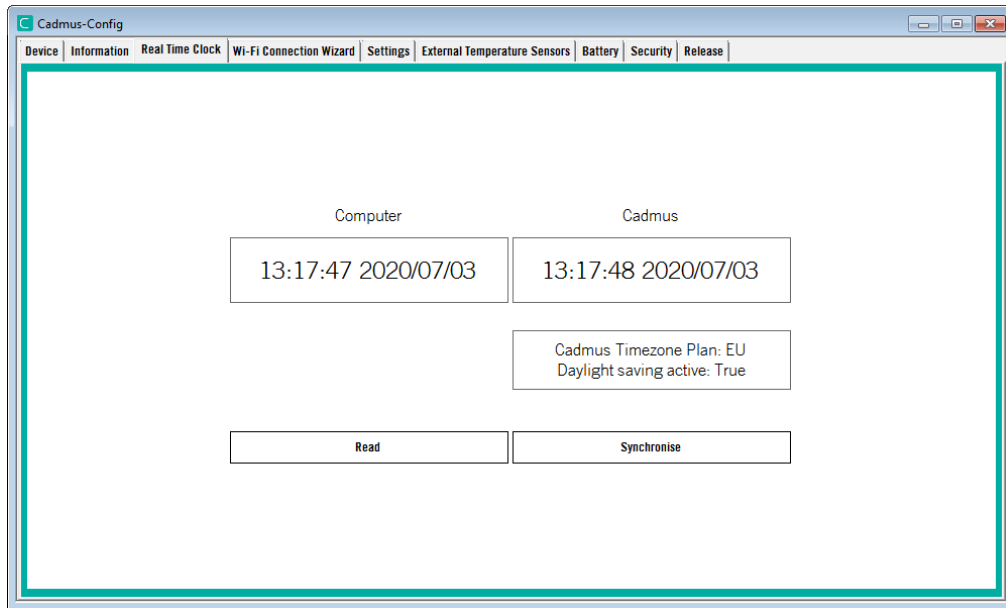 Cadmus-Config
Device Information Real Time Clock Wi-Fi Connection Wizard Settings External Temperature Sensors Battery Security Release
Computer Cadmus
13:17:47 2020/07/03 13:17:48 2020/07/03
Cadmus Timezone Plan: EU
Daylight saving active: True
Read Synchronise